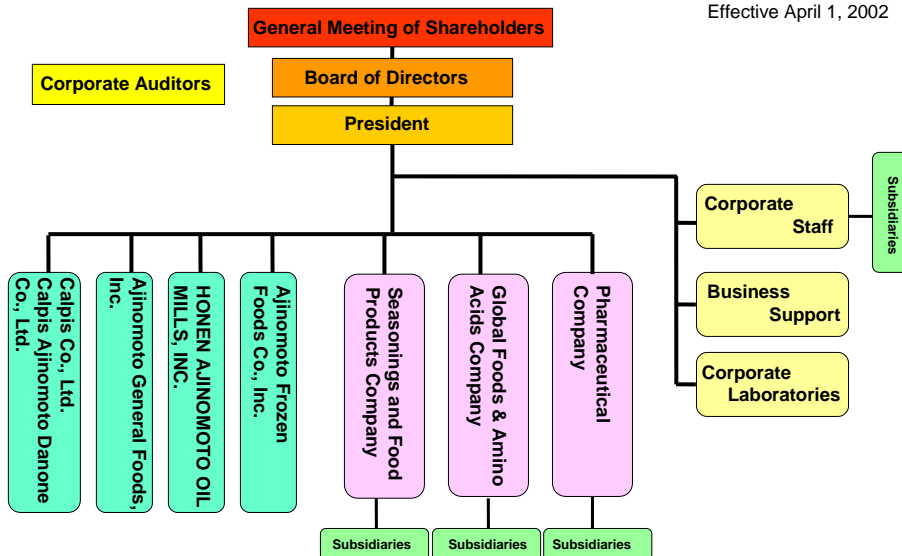 Effective April 1, 2002
General Meeting of Shareholders
Board of Directors
Corporate Auditors
President
Corporate
Staff
Subsidiaries
Business
Support
Corporate
Laboratories
Calpis Co., Ltd.
Calpis Ajinomoto Danone
Co., Ltd.
Ajinomoto General Foods,
Inc.
HONEN AJINOMOTO OIL
MILLS, INC.
Ajinomoto Frozen
Foods Co., Inc.
Seasonings and Food
Products Company
Global Foods & Amino
Acids Company
Pharmaceutical
Company
Subsidiaries
Subsidiaries
Subsidiaries